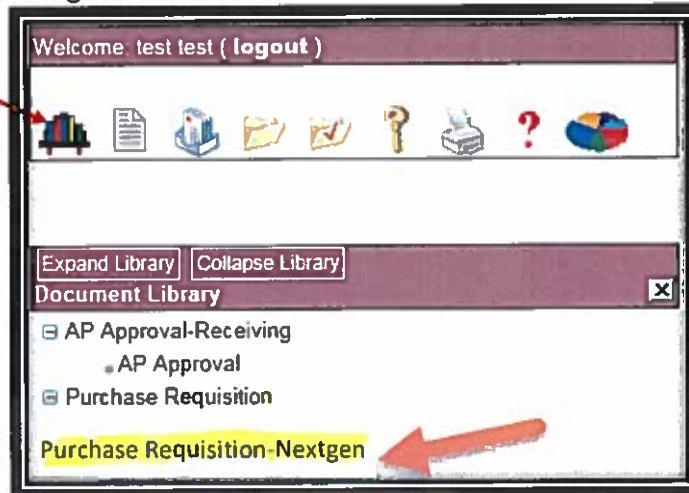 Welcome: test test ( logout )
?
Expand Library Collapse Library
Document Library X
AP Approval-Receiving
AP Approval
Purchase Requisition
Purchase Requisition-Nextgen